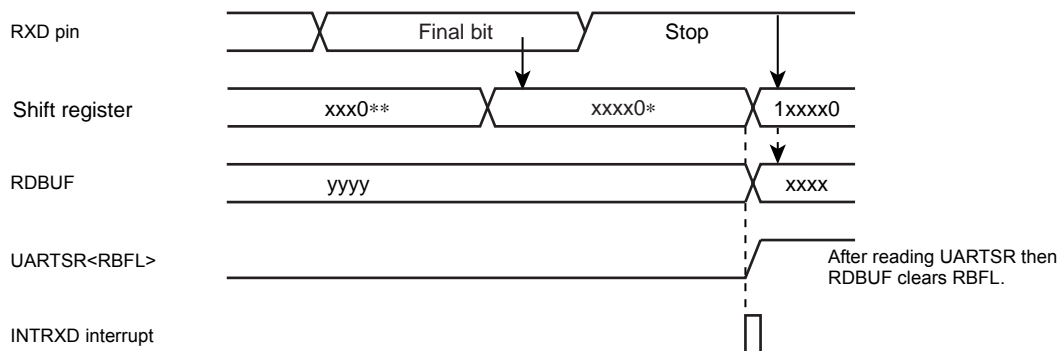 RXD pin
Final bit
Stop
Shift register
xxx0**
xxxx0*
1xxxx0
RDBUF
yyyy
xxxx
UARTSR<RBFL>
After reading UARTSR then
RDBUF clears RBFL.
INTRXD interrupt